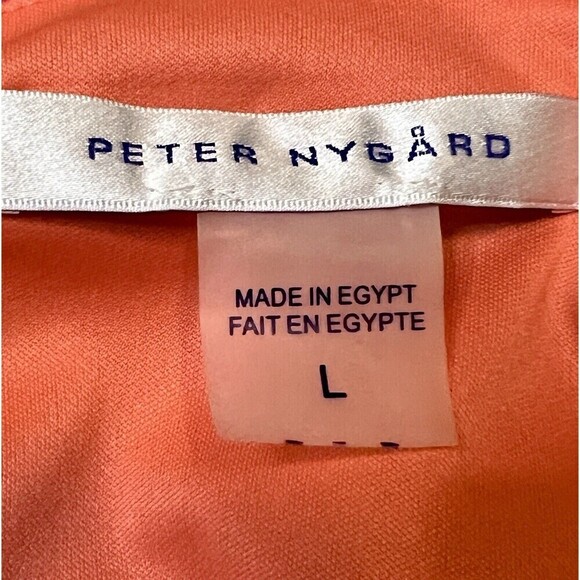 PETER NYGÅRD
MADE IN EGYPT
FAIT EN EGYPTE
L